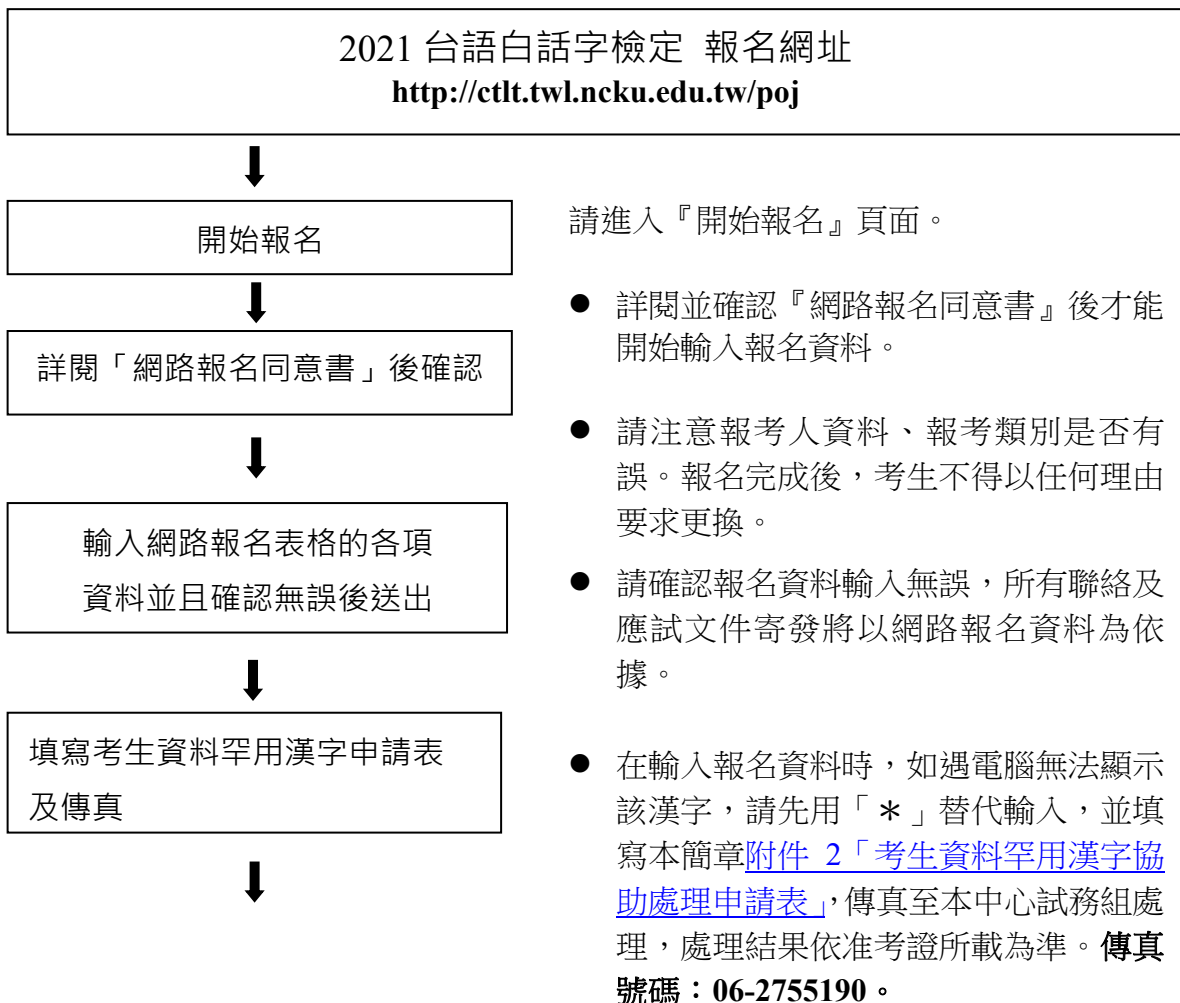 2021 台語白話字檢定 報名網址
http://ctlt.twl.ncku.edu.tw/poj
開始報名
請進入『開始報名』頁面。
詳閱「網路報名同意書」後確認
● 詳閱並確認『網路報名同意書』後才能
開始輸入報名資料。
● 請注意報考人資料、報考類別是否有
誤。報名完成後，考生不得以任何理由
要求更換。
輸入網路報名表格的各項
資料並且確認無誤後送出
● 請確認報名資料輸入無誤，所有聯絡及
應試文件寄發將以網路報名資料為依
據。
填寫考生資料罕用漢字申請表
及傳真
● 在輸入報名資料時，如遇電腦無法顯示
該漢字，請先用「＊」替代輸入，並填
寫本簡章附件 2「考生資料罕用漢字協
助處理申請表」，傳真至本中心試務組處
理，處理結果依准考證所載為準。傳真
號碼：06-2755190。